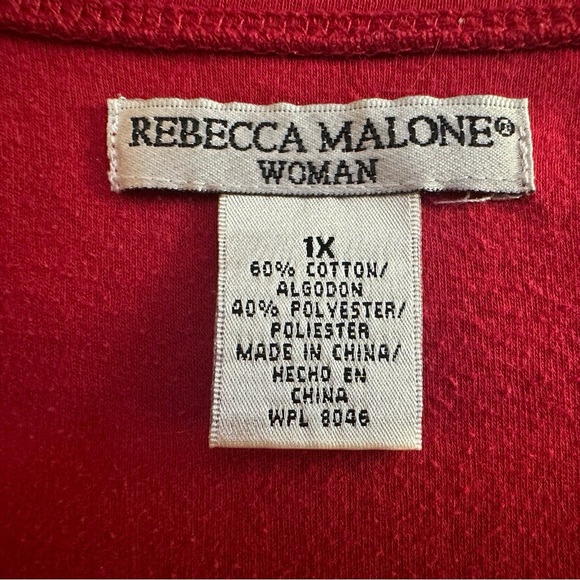 REBECCA MALONE®
WOMAN
1X
60% COTTON/
ALGODON
40% POLYESTER/
POLIESTER
MADE IN CHINA/
HECHO EN
CHINA
WPL 8046